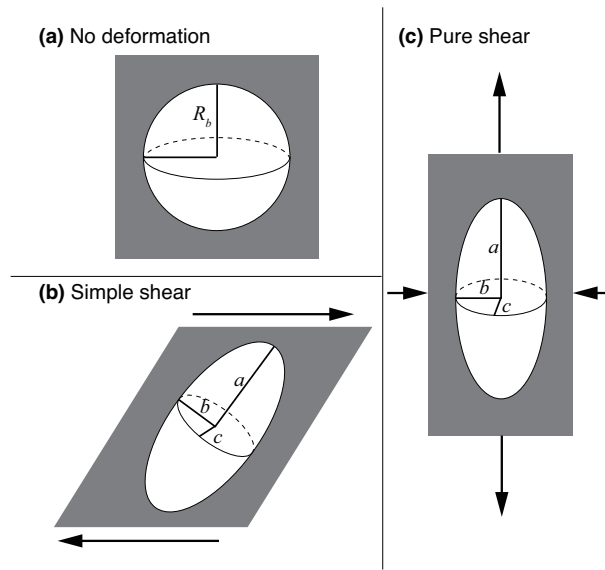 (a) No deformation
R_b
(b) Simple shear
a
b
c
(c) Pure shear
a
b
c